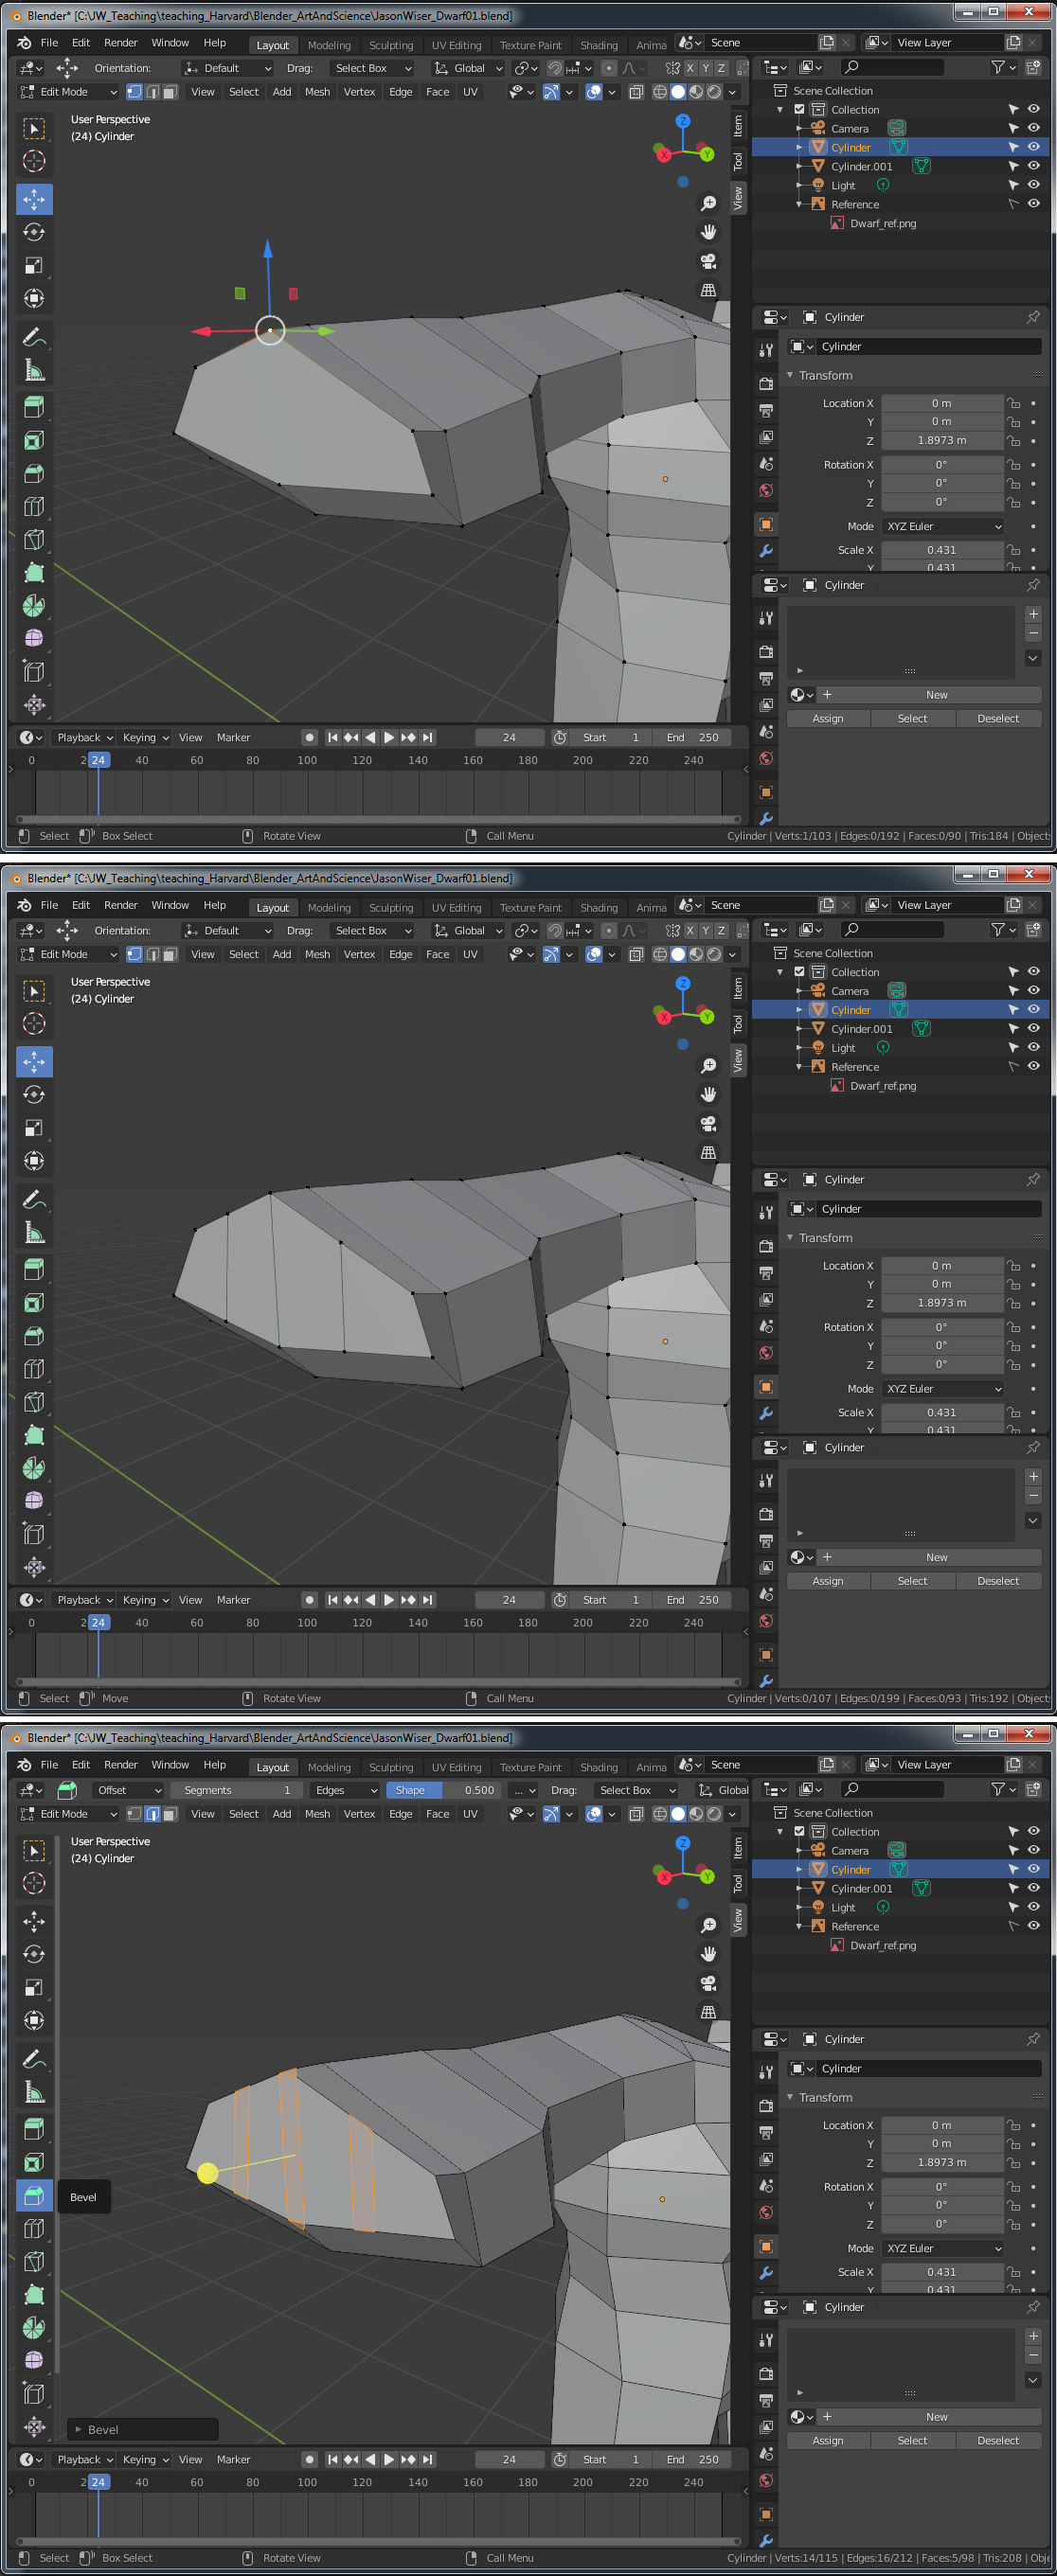 Blender* [C:\JW_Teaching\teaching_Harvard\Blender_ArtAndScience\JasonWiser_Dwarf01.blend]
File Edit Render Window Help Layout Modeling Sculpting UV Editing Texture Paint Shading Anima Scene View Layer
Orientation: Default Drag: Select Box Global X Y Z
Edit Mode View Select Add Mesh Vertex Edge Face UV
User Perspective
(24) Cylinder
Z
X
Y
Item
Tool
View
Scene Collection
Collection
Camera
Cylinder
Cylinder.001
Light
Reference
Dwarf_ref.png
Cylinder
Cylinder
Transform
Location X 0 m
Y 0 m
Z 1.8973 m
Rotation X 0°
Y 0°
Z 0°
Mode XYZ Euler
Scale X 0.431
Y 0.431
Cylinder
New
Assign Select Deselect
Playback Keying View Marker 24 Start 1 End 250
0 2 24 40 60 80 100 120 140 160 180 200 220 240
Select Box Select Rotate View Call Menu Cylinder | Verts:1/103 | Edges:0/192 | Faces:0/90 | Tris:184 | Object
Blender* [C:\JW_Teaching\teaching_Harvard\Blender_ArtAndScience\JasonWiser_Dwarf01.blend]
File Edit Render Window Help Layout Modeling Sculpting UV Editing Texture Paint Shading Anima Scene View Layer
Orientation: Default Drag: Select Box Global X Y Z
Edit Mode View Select Add Mesh Vertex Edge Face UV
User Perspective
(24) Cylinder
Z
X
Y
Item
Tool
View
Scene Collection
Collection
Camera
Cylinder
Cylinder.001
Light
Reference
Dwarf_ref.png
Cylinder
Cylinder
Transform
Location X 0 m
Y 0 m
Z 1.8973 m
Rotation X 0°
Y 0°
Z 0°
Mode XYZ Euler
Scale X 0.431
Y 0.431
Cylinder
New
Assign Select Deselect
Playback Keying View Marker 24 Start 1 End 250
0 2 24 40 60 80 100 120 140 160 180 200 220 240
Select Move Rotate View Call Menu Cylinder | Verts:0/107 | Edges:0/199 | Faces:0/93 | Tris:192 | Object
Blender* [C:\JW_Teaching\teaching_Harvard\Blender_ArtAndScience\JasonWiser_Dwarf01.blend]
File Edit Render Window Help Layout Modeling Sculpting UV Editing Texture Paint Shading Anima Scene View Layer
Offset Segments 1 Edges Shape 0.500 ... Drag: Select Box Global
Edit Mode View Select Add Mesh Vertex Edge Face UV
User Perspective
(24) Cylinder
Z
X
Y
Item
Tool
View
Bevel
Bevel
Scene Collection
Collection
Camera
Cylinder
Cylinder.001
Light
Reference
Dwarf_ref.png
Cylinder
Cylinder
Transform
Location X 0 m
Y 0 m
Z 1.8973 m
Rotation X 0°
Y 0°
Z 0°
Mode XYZ Euler
Scale X 0.431
Y 0.431
Cylinder
New
Assign Select Deselect
Playback Keying View Marker 24 Start 1 End 250
0 24 40 60 80 100 120 140 160 180 200 220 240
Select Box Select Rotate View Call Menu Cylinder | Verts:14/115 | Edges:16/212 | Faces:5/98 | Tris:208 | Obje